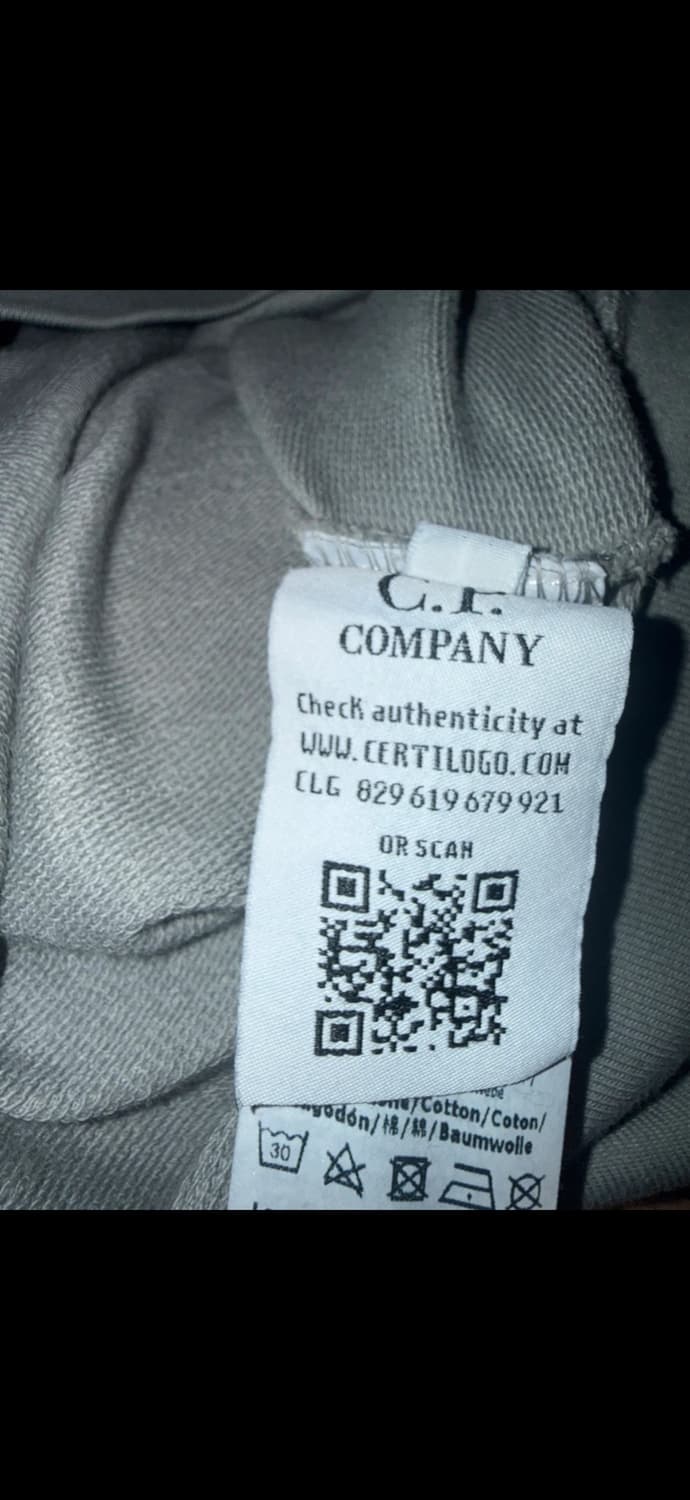 C.P.
COMPANY
Check authenticity at
WWW.CERTILOGO.COM
CLG 829 619 679 921
OR SCAN
/Cotton/Coton/
/棉/綿/Baumwolle
30